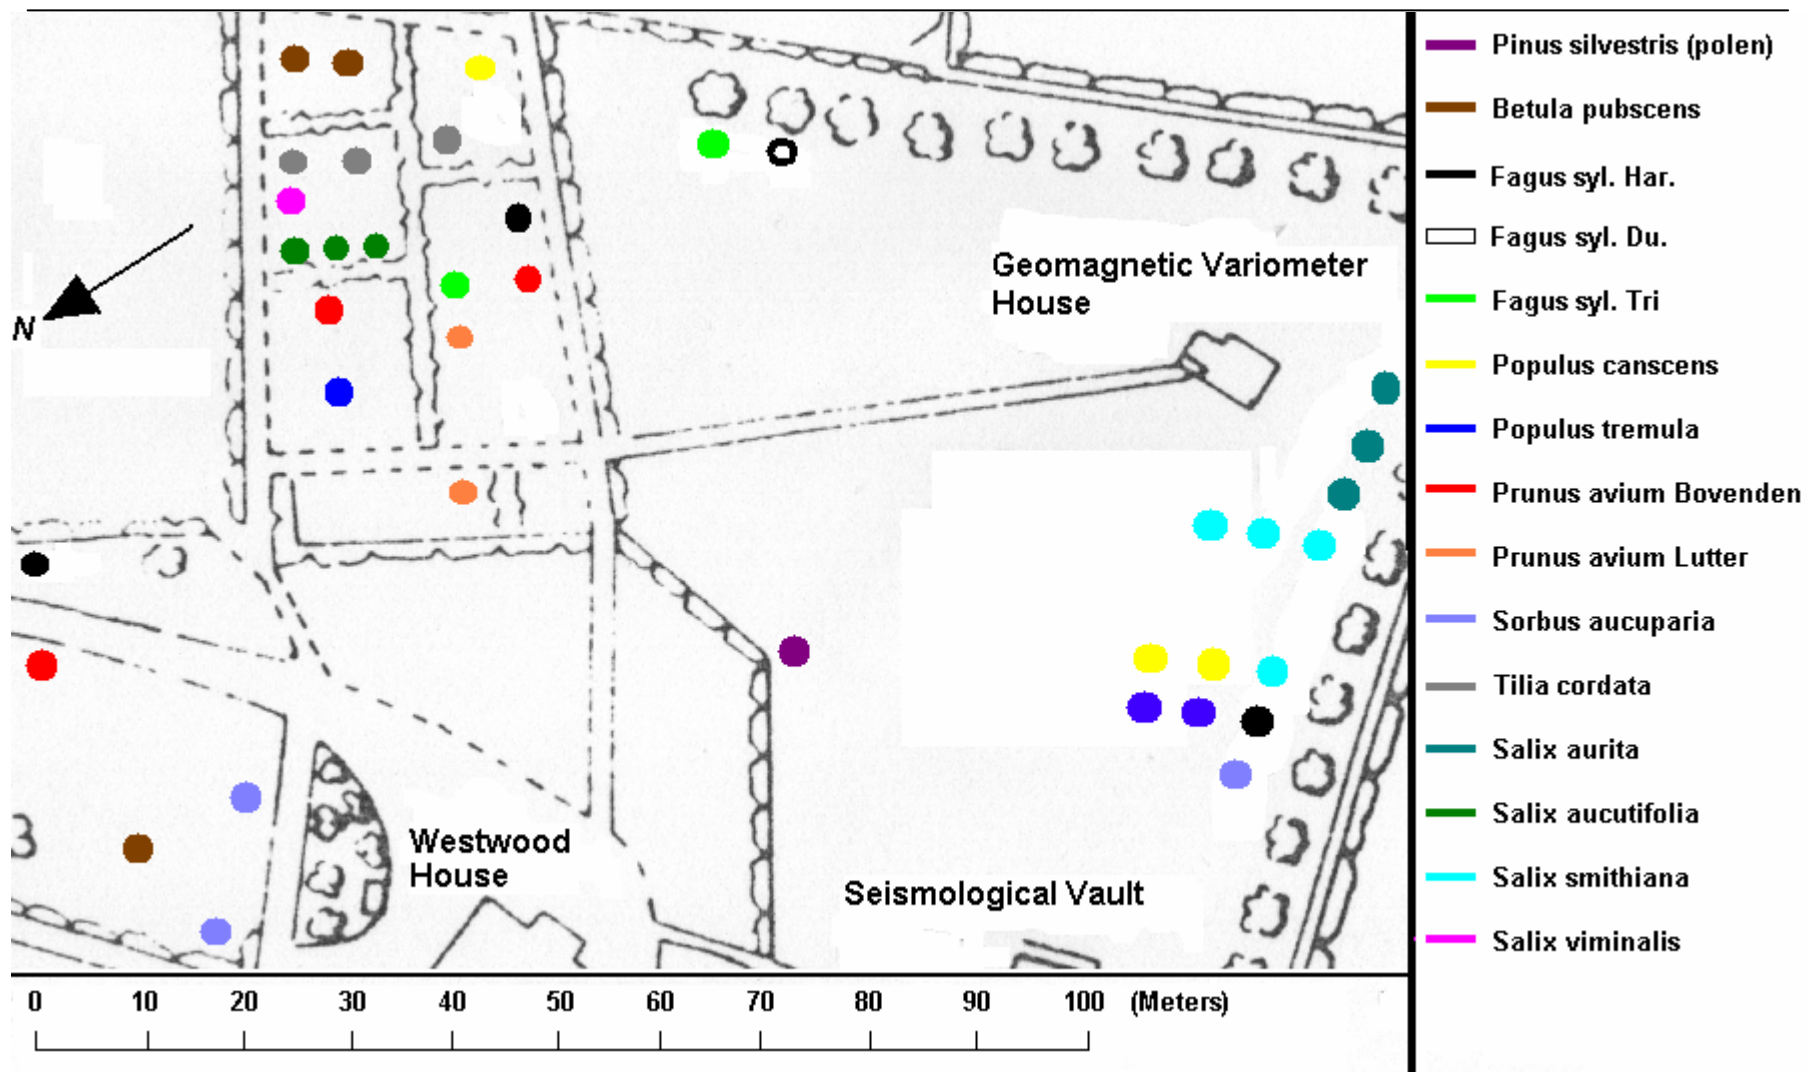 N
Geomagnetic Variometer
House
Westwood
House
Seismological Vault
0 10 20 30 40 50 60 70 80 90 100 (Meters)
Pinus silvestris (polen)
Betula pubscens
Fagus syl. Har.
Fagus syl. Du.
Fagus syl. Tri
Populus canscens
Populus tremula
Prunus avium Bovenden
Prunus avium Lutter
Sorbus aucuparia
Tilia cordata
Salix aurita
Salix aucutifolia
Salix smithiana
Salix viminalis